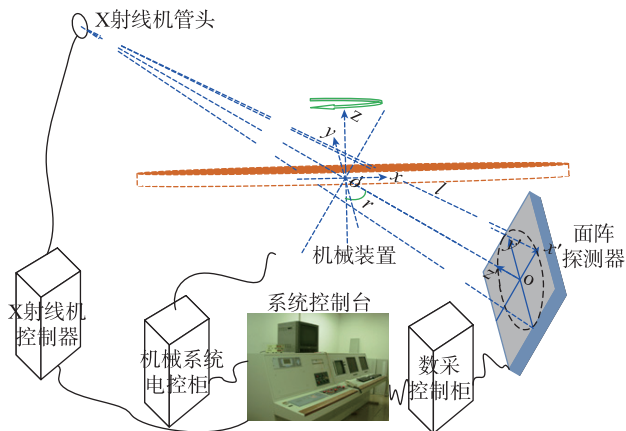 X射线机管头
z
y
d
x
r
l
机械装置
面阵
探测器
y'
x'
z'
o
X射线机
控制器
机械系统
电控柜
系统控制台
数采
控制柜